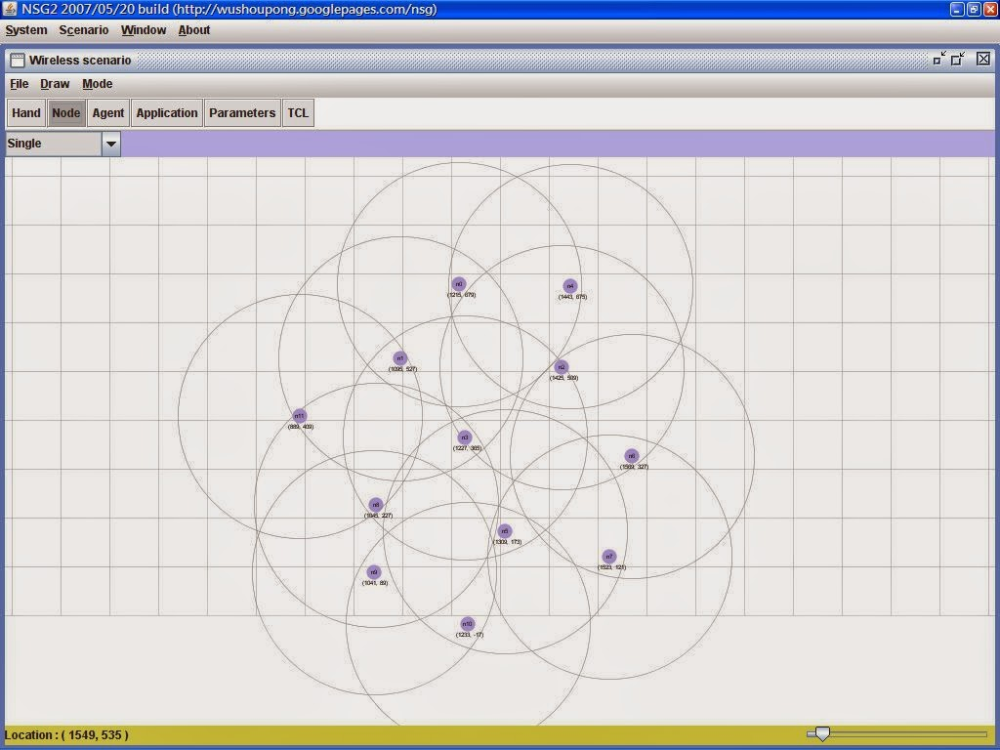 NSG2 2007/05/20 build (http://wushoupong.googlepages.com/nsg)
System Scenario Window About
Wireless scenario
File Draw Mode
Hand Node Agent Application Parameters TCL
Single
n0
(1215, 679)
n4
(1443, 675)
n1
(1095, 527)
n2
(1425, 509)
n11
(889, 409)
n3
(1227, 365)
n6
(1569, 327)
n8
(1045, 227)
n5
(1309, 173)
n7
(1523, 121)
n9
(1041, 89)
n10
(1233, -17)
Location : ( 1549, 535 )